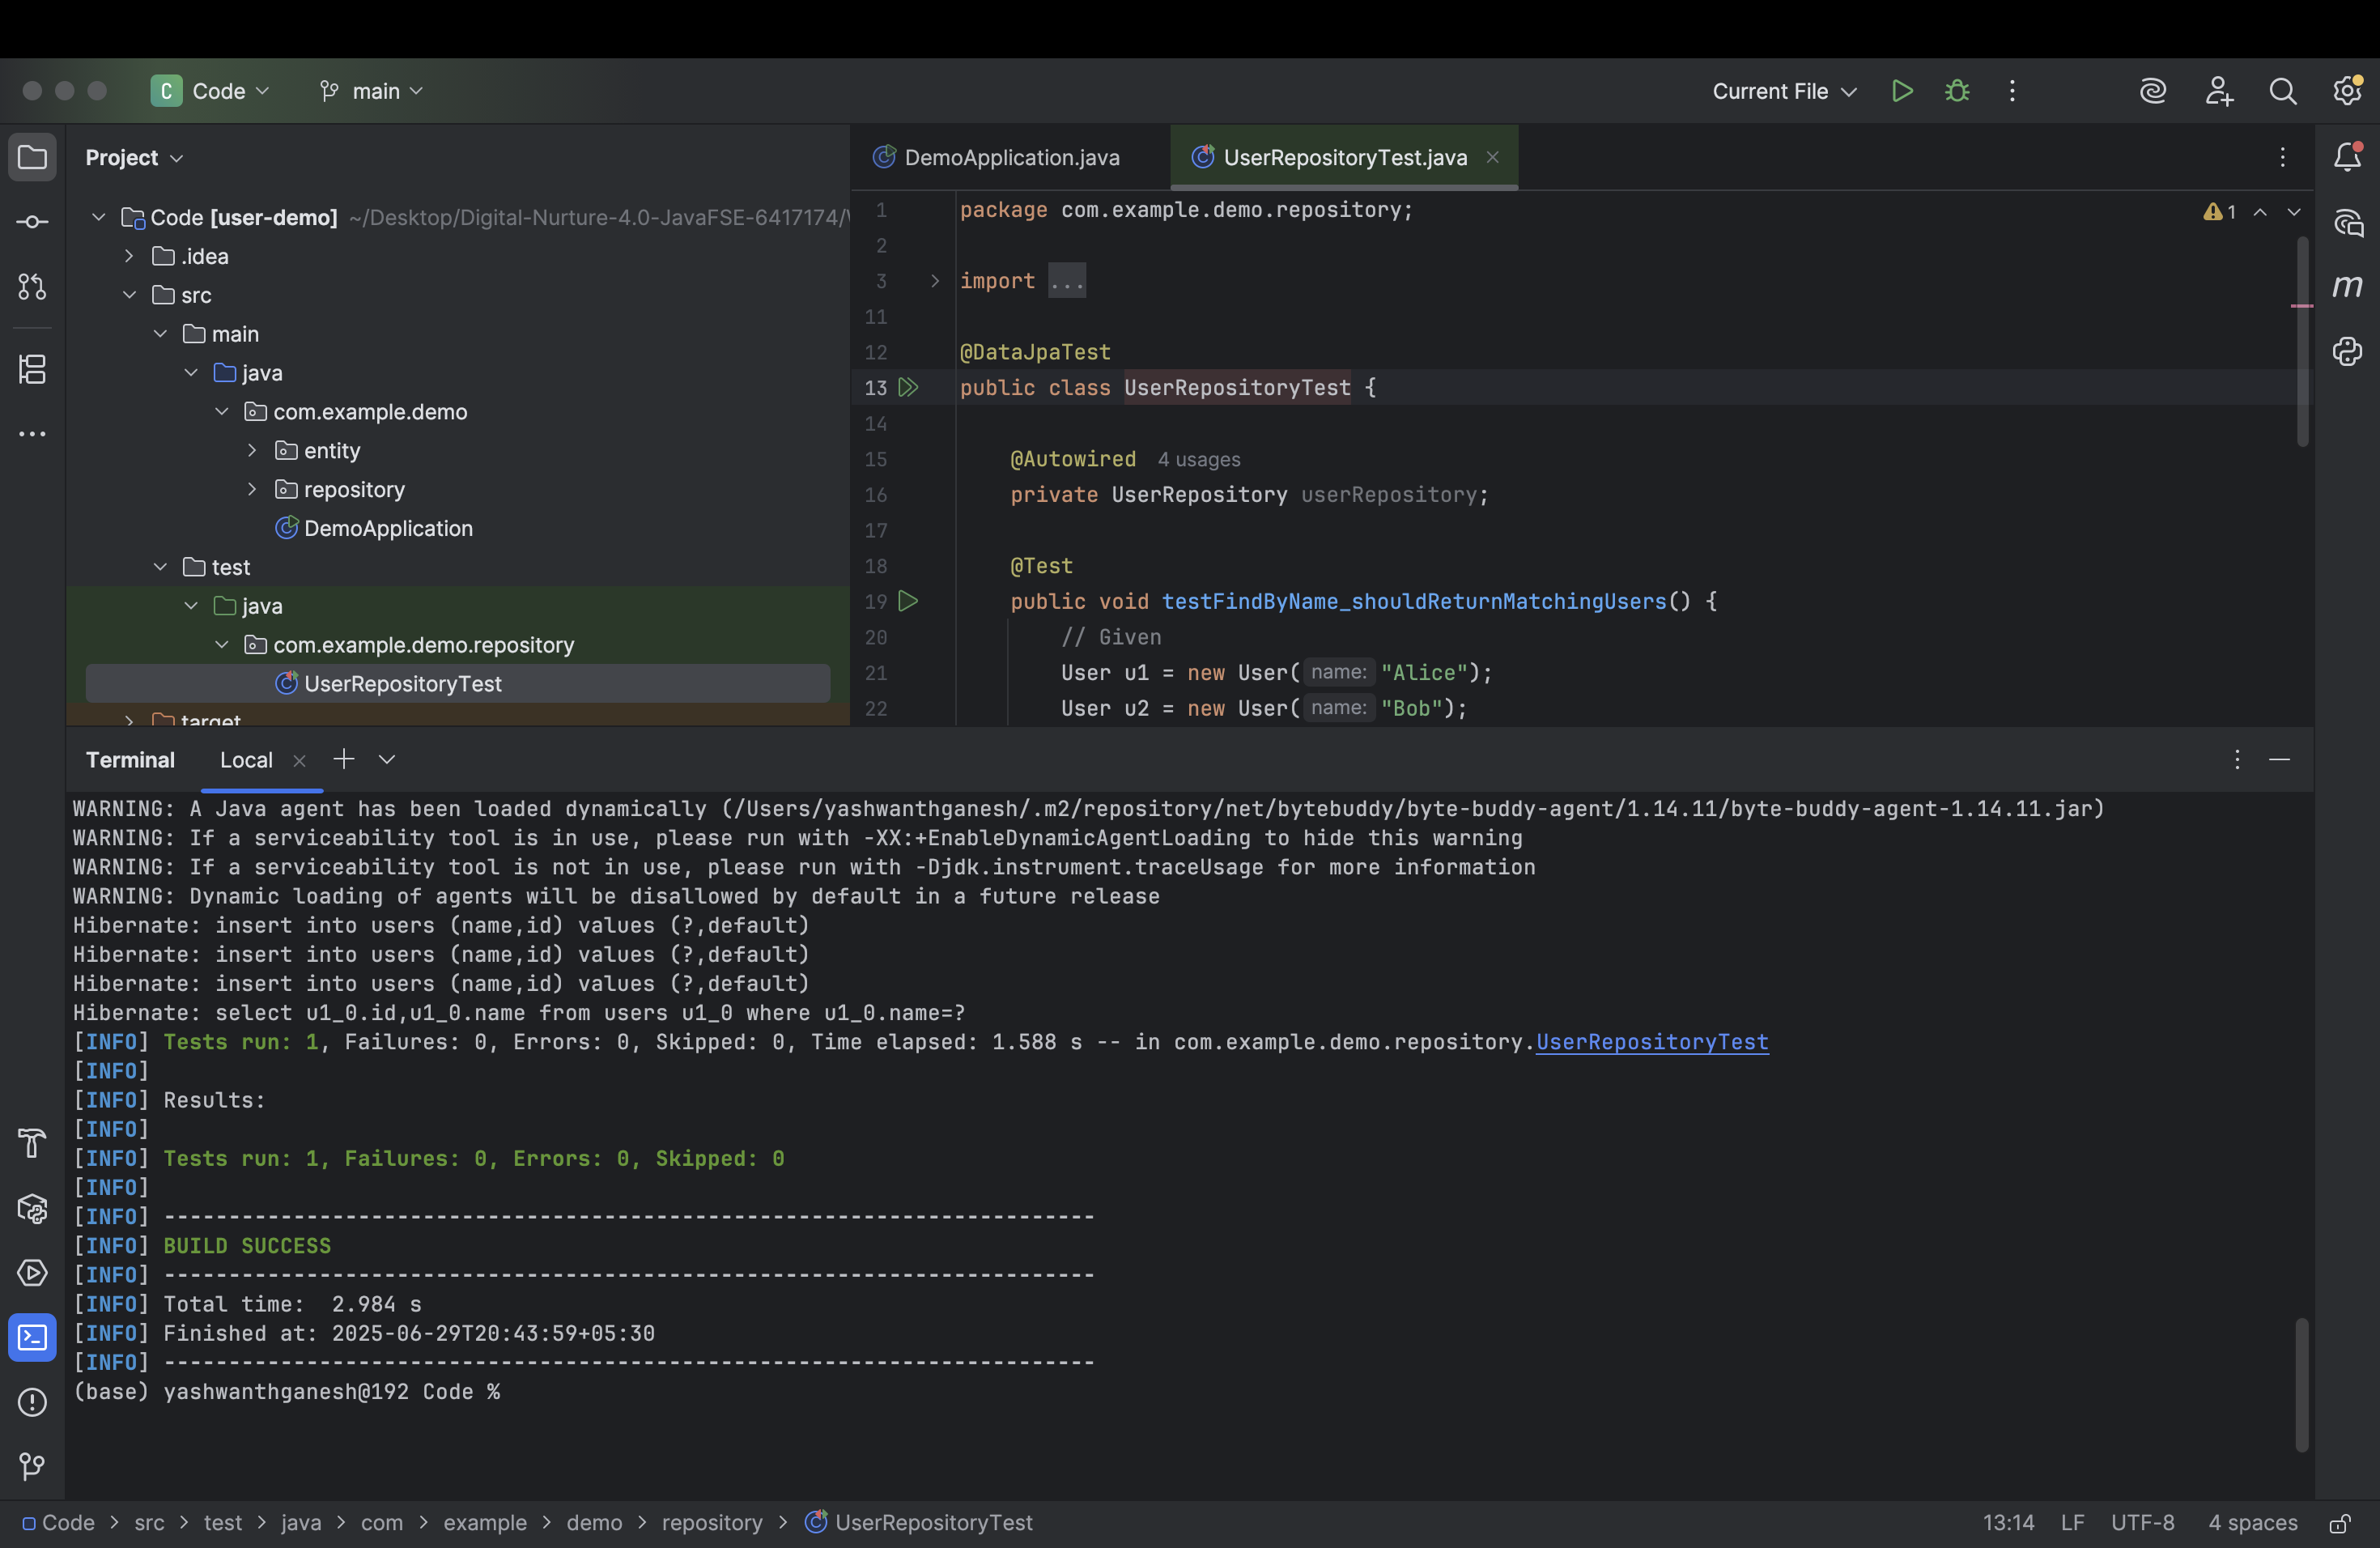 C Code main Current File
Project
Code [user-demo] ~/Desktop/Digital-Nurture-4.0-JavaFSE-6417174/
.idea
src
main
java
com.example.demo
entity
repository
DemoApplication
test
java
com.example.demo.repository
UserRepositoryTest
target
DemoApplication.java UserRepositoryTest.java
1 package com.example.demo.repository; 1
2
3 import ...
11
12 @DataJpaTest
13 public class UserRepositoryTest {
14
15 @Autowired 4 usages
16 private UserRepository userRepository;
17
18 @Test
19 public void testFindByName_shouldReturnMatchingUsers() {
20 // Given
21 User u1 = new User( name: "Alice");
22 User u2 = new User( name: "Bob");
m
Terminal Local
WARNING: A Java agent has been loaded dynamically (/Users/yashwanthganesh/.m2/repository/net/bytebuddy/byte-buddy-agent/1.14.11/byte-buddy-agent-1.14.11.jar)
WARNING: If a serviceability tool is in use, please run with -XX:+EnableDynamicAgentLoading to hide this warning
WARNING: If a serviceability tool is not in use, please run with -Djdk.instrument.traceUsage for more information
WARNING: Dynamic loading of agents will be disallowed by default in a future release
Hibernate: insert into users (name,id) values (?,default)
Hibernate: insert into users (name,id) values (?,default)
Hibernate: insert into users (name,id) values (?,default)
Hibernate: select u1_0.id,u1_0.name from users u1_0 where u1_0.name=?
[INFO] Tests run: 1, Failures: 0, Errors: 0, Skipped: 0, Time elapsed: 1.588 s -- in com.example.demo.repository.UserRepositoryTest
[INFO]
[INFO] Results:
[INFO]
[INFO] Tests run: 1, Failures: 0, Errors: 0, Skipped: 0
[INFO]
[INFO] ------------------------------------------------------------------------
[INFO] BUILD SUCCESS
[INFO] ------------------------------------------------------------------------
[INFO] Total time:  2.984 s
[INFO] Finished at: 2025-06-29T20:43:59+05:30
[INFO] ------------------------------------------------------------------------
(base) yashwanthganesh@192 Code %
Code > src > test > java > com > example > demo > repository > UserRepositoryTest 13:14 LF UTF-8 4 spaces